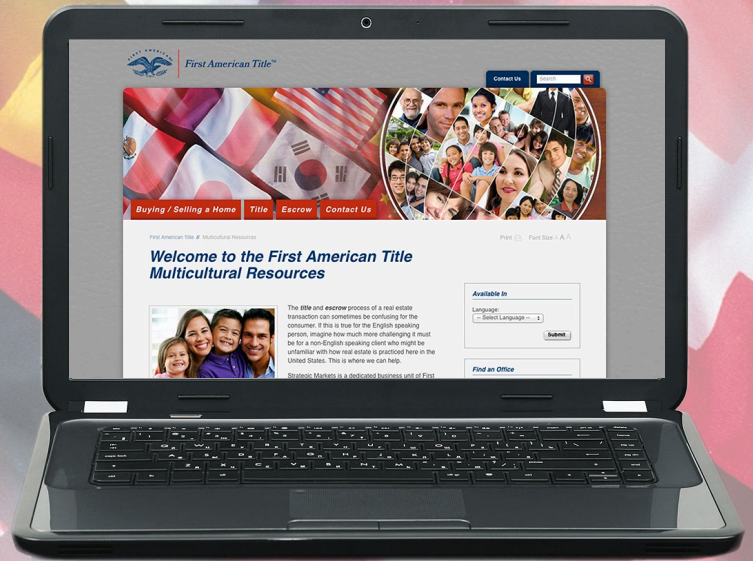 FIRST AMERICAN
First American Title™
Contact Us
Search
Buying / Selling a Home
Title
Escrow
Contact Us
First American Title // Multicultural Resources
Print
Font Size A A A
Welcome to the First American Title
Multicultural Resources
The title and escrow process of a real estate
transaction can sometimes be confusing for the
consumer. If this is true for the English speaking
person, imagine how much more challenging it must
be for a non-English speaking client who might be
unfamiliar with how real estate is practiced here in the
United States. This is where we can help.
Strategic Markets is a dedicated business unit of First
Available In
Language:
-- Select Language --
Submit
Find an Office